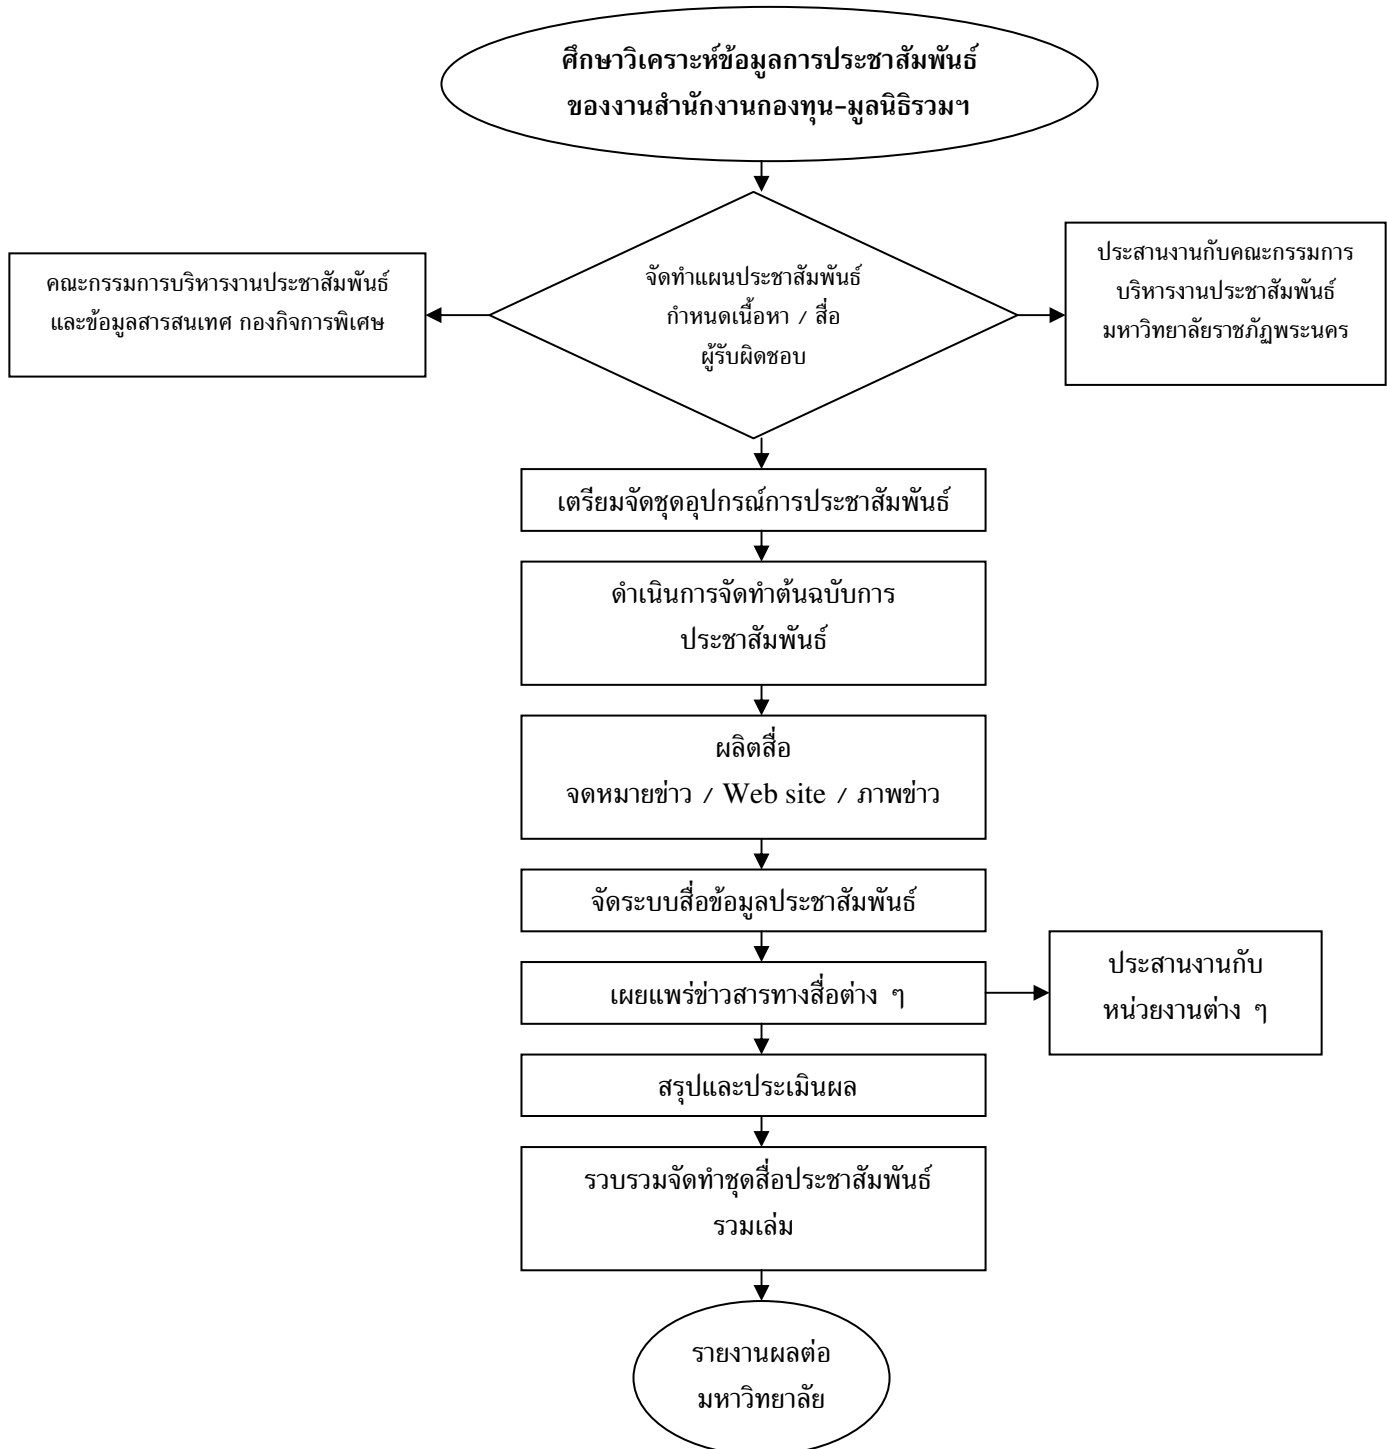 ศึกษาวิเคราะห์ข้อมูลการประชาสัมพันธ์
ของงานสำนักงานกองทุน-มูลนิธิรวมฯ
จัดทำแผนประชาสัมพันธ์
กำหนดเนื้อหา / สื่อ
ผู้รับผิดชอบ
คณะกรรมการบริหารงานประชาสัมพันธ์
และข้อมูลสารสนเทศ กองกิจการพิเศษ
ประสานงานกับคณะกรรมการ
บริหารงานประชาสัมพันธ์
มหาวิทยาลัยราชภัฏพระนคร
เตรียมจัดชุดอุปกรณ์การประชาสัมพันธ์
ดำเนินการจัดทำต้นฉบับการ
ประชาสัมพันธ์
ผลิตสื่อ
จดหมายข่าว / Web site / ภาพข่าว
จัดระบบสื่อข้อมูลประชาสัมพันธ์
เผยแพร่ข่าวสารทางสื่อต่าง ๆ
ประสานงานกับ
หน่วยงานต่าง ๆ
สรุปและประเมินผล
รวบรวมจัดทำชุดสื่อประชาสัมพันธ์
รวมเล่ม
รายงานผลต่อ
มหาวิทยาลัย